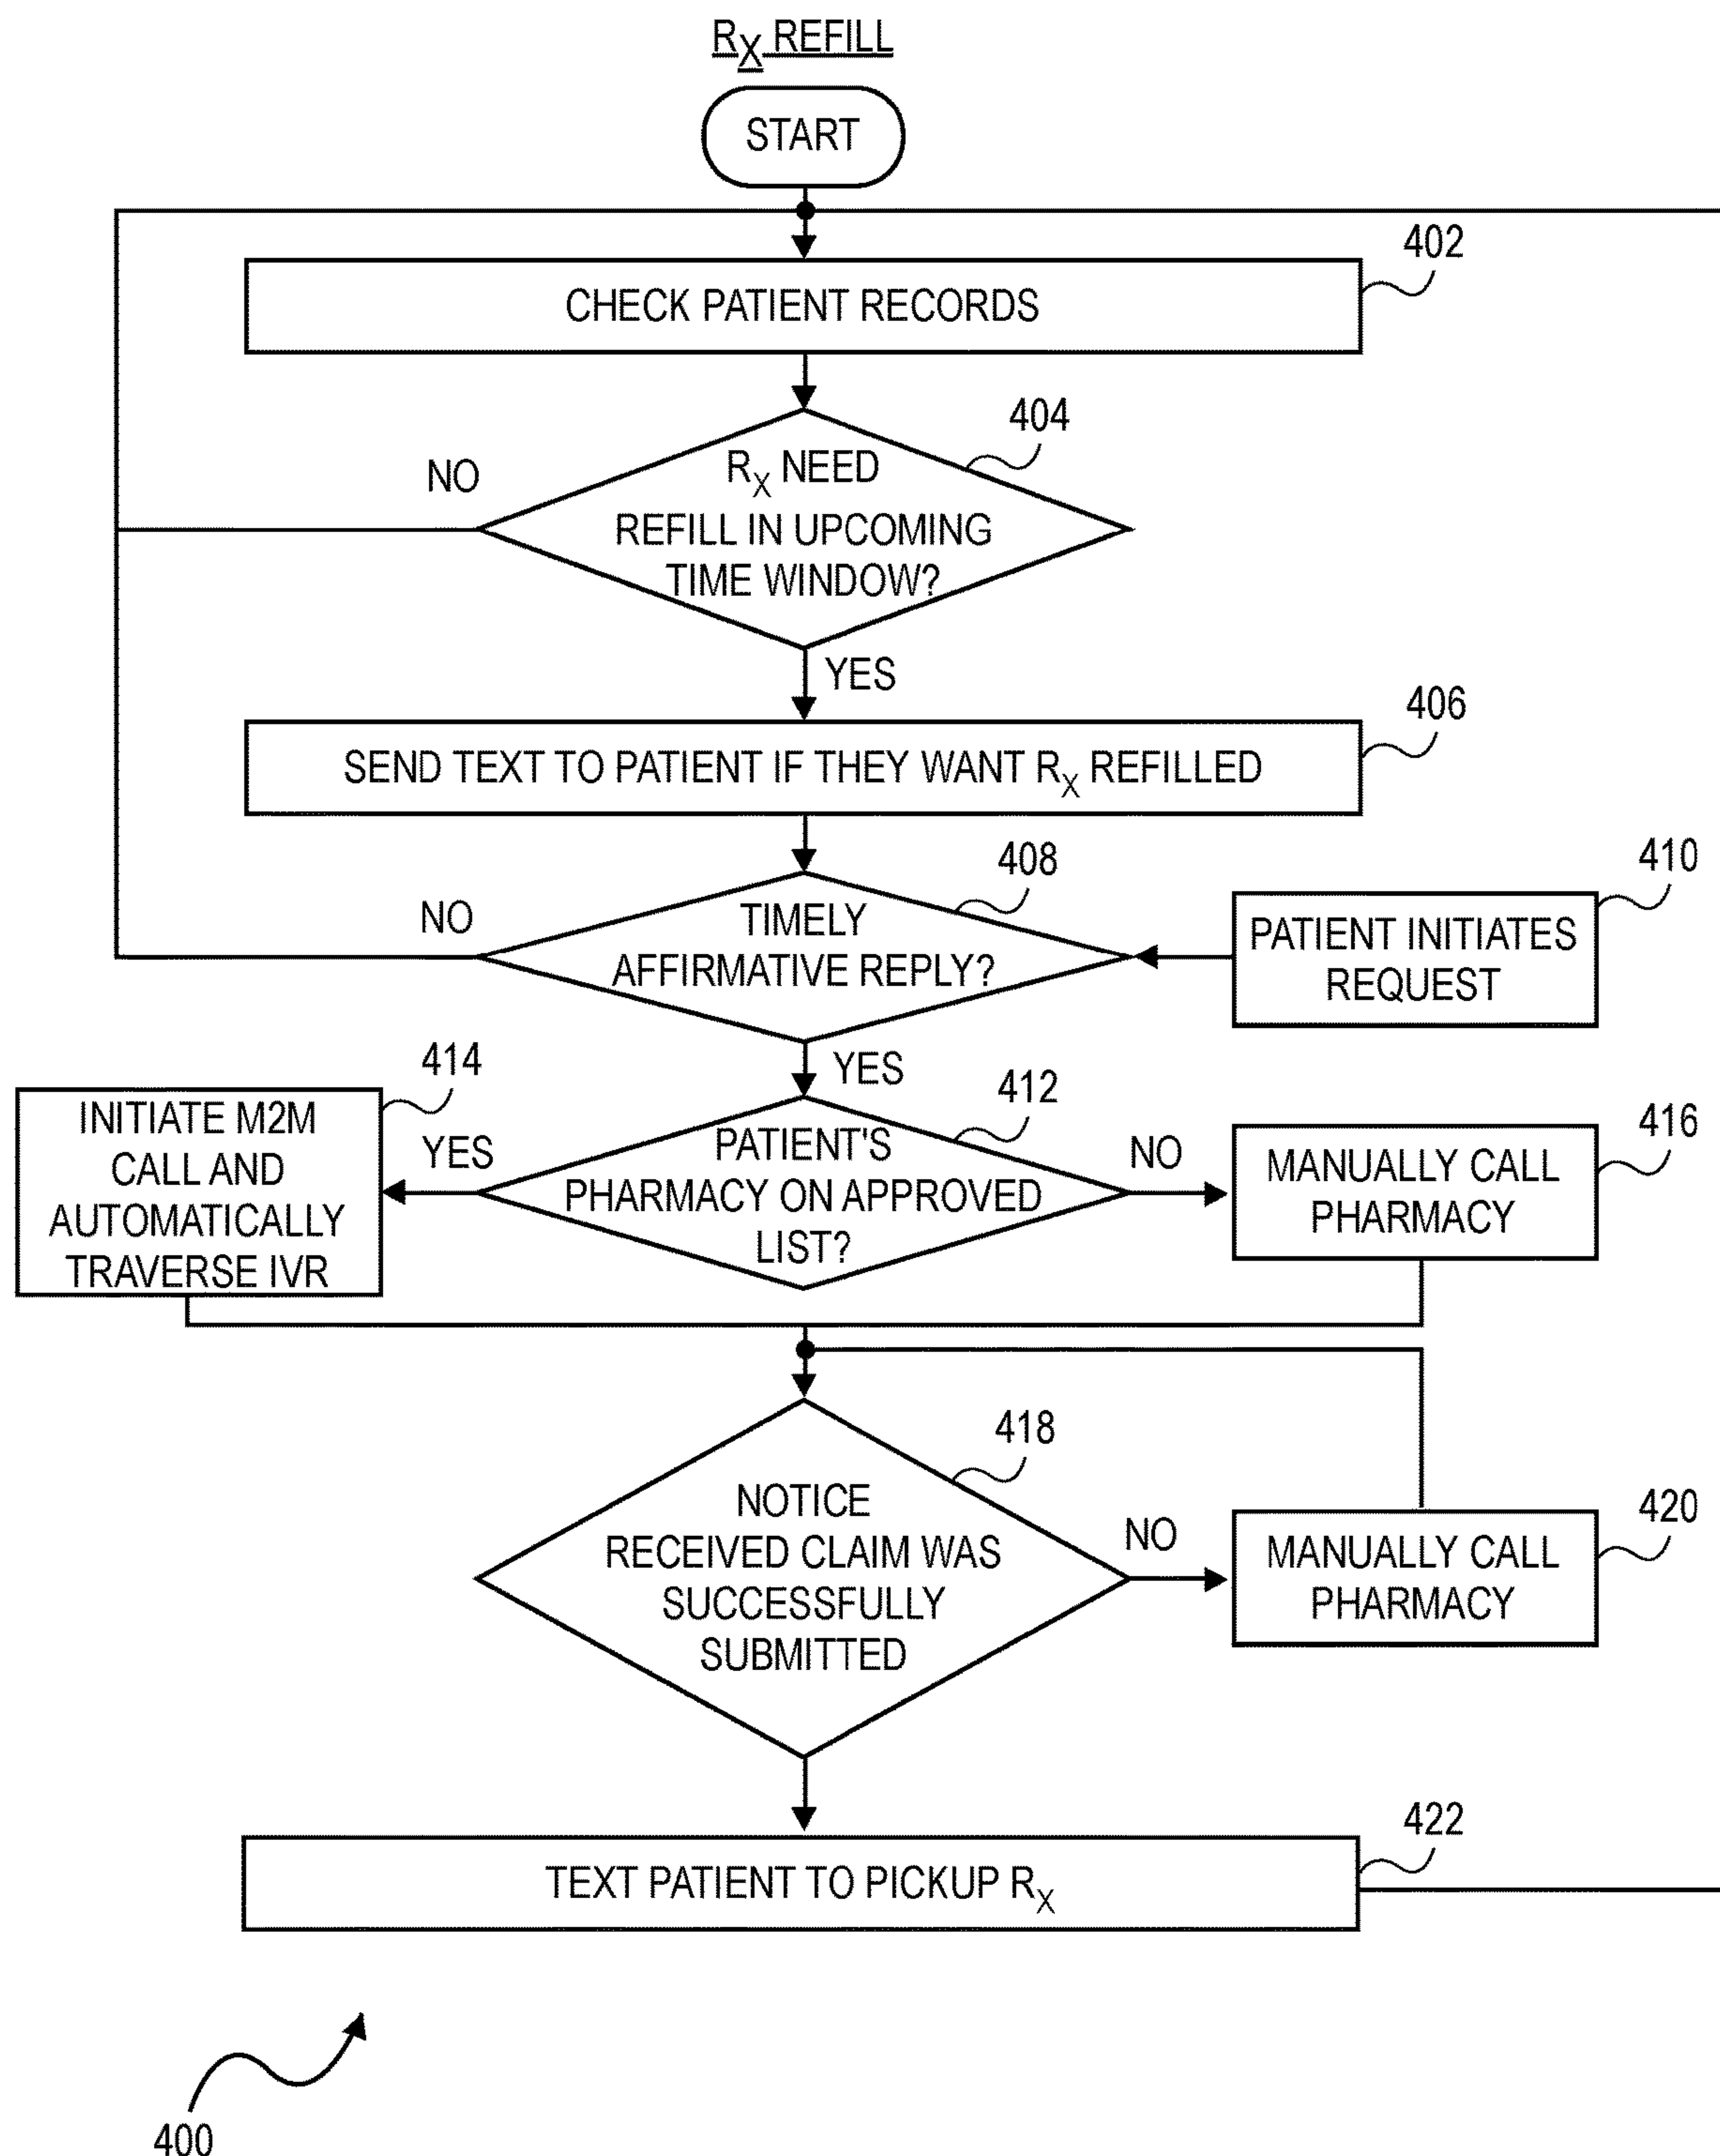 RX REFILL
START
402
CHECK PATIENT RECORDS
404
NO
RX NEED
REFILL IN UPCOMING
TIME WINDOW?
YES
406
SEND TEXT TO PATIENT IF THEY WANT RX REFILLED
408
410
NO
TIMELY
AFFIRMATIVE REPLY?
PATIENT INITIATES
REQUEST
YES
414
412
416
INITIATE M2M
CALL AND
AUTOMATICALLY
TRAVERSE IVR
YES
PATIENT'S
PHARMACY ON APPROVED
LIST?
NO
MANUALLY CALL
PHARMACY
418
NOTICE
RECEIVED CLAIM WAS
SUCCESSFULLY
SUBMITTED
NO
420
MANUALLY CALL
PHARMACY
422
TEXT PATIENT TO PICKUP RX
400